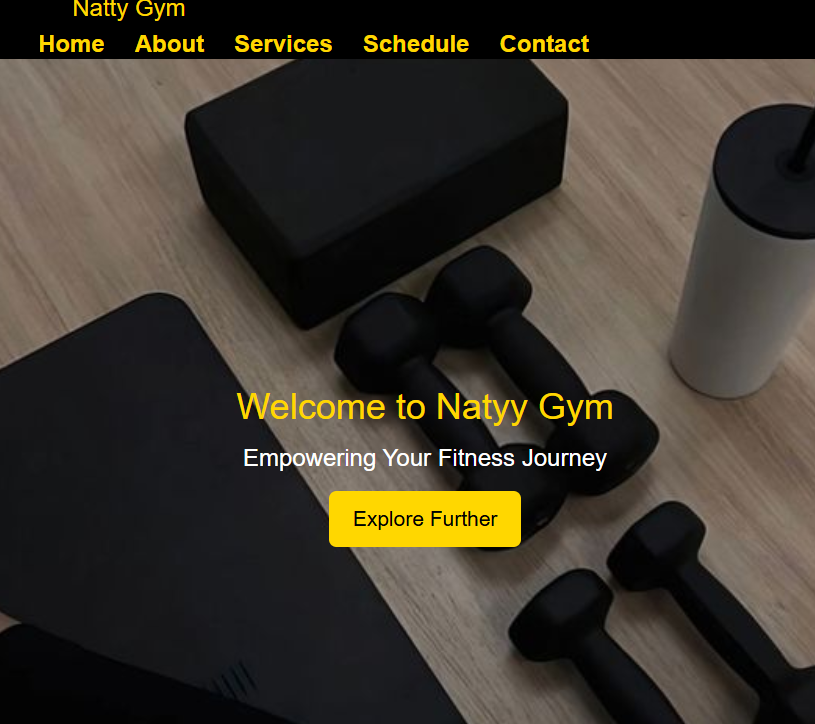 Natty Gym
Home About Services Schedule Contact
Welcome to Natyy Gym
Empowering Your Fitness Journey
Explore Further